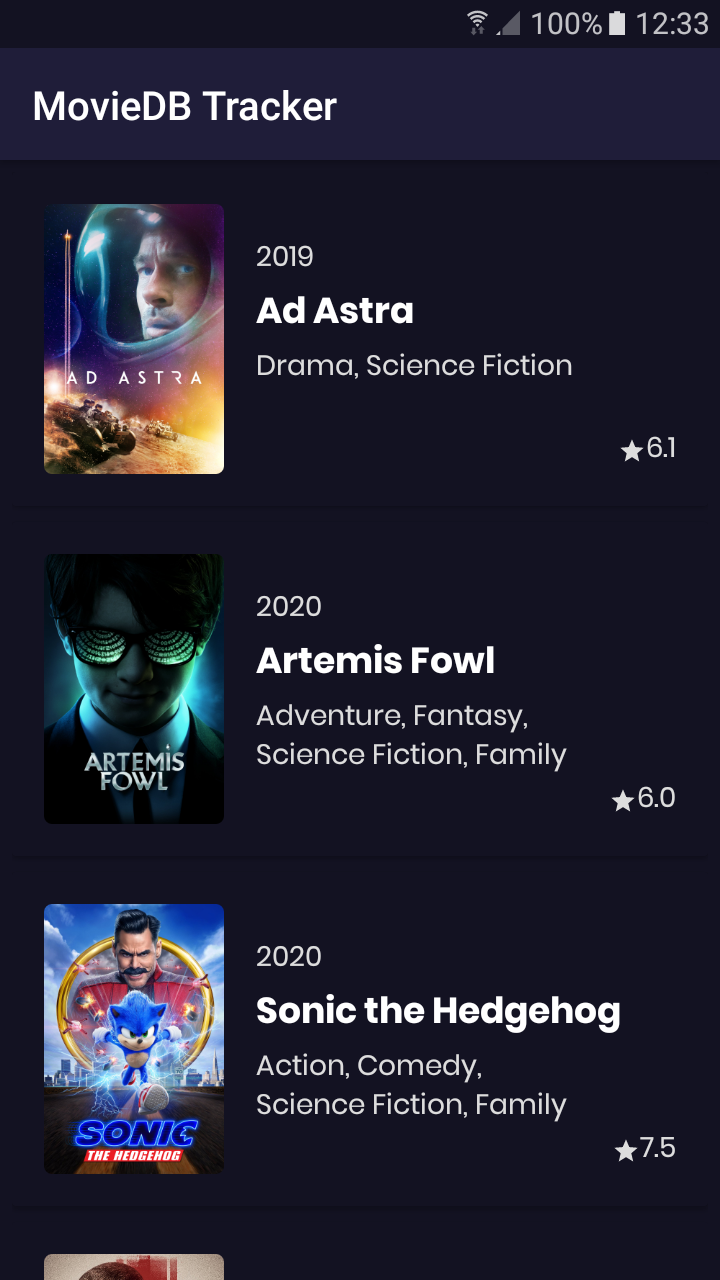 100% 12:33
MovieDB Tracker
AD ASTRA
2019
Ad Astra
Drama, Science Fiction
6.1
ARTEMIS
FOWL
2020
Artemis Fowl
Adventure, Fantasy,
Science Fiction, Family
6.0
SONIC
THE HEDGEHOG
2020
Sonic the Hedgehog
Action, Comedy,
Science Fiction, Family
7.5